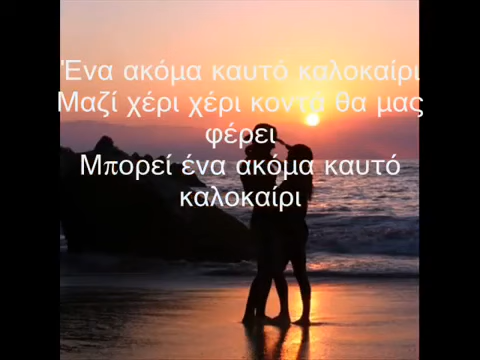 Ένα ακόμα καυτό καλοκαίρι
Μαζί χέρι χέρι κοντά θα μας
φέρει
Μπορεί ένα ακόμα καυτό
καλοκαίρι